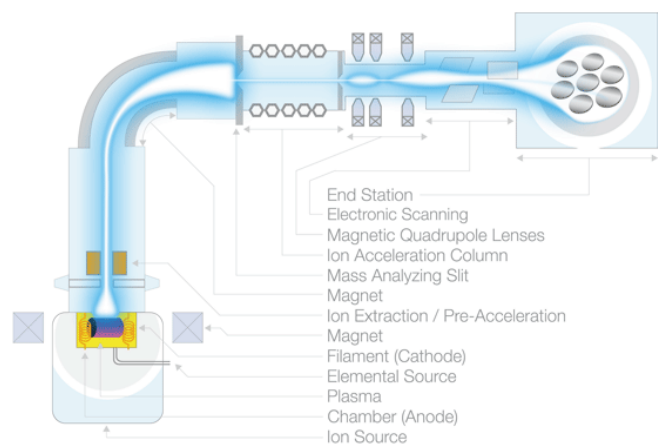 End Station
Electronic Scanning
Magnetic Quadrupole Lenses
Ion Acceleration Column
Mass Analyzing Slit
Magnet
Ion Extraction / Pre-Acceleration
Magnet
Filament (Cathode)
Elemental Source
Plasma
Chamber (Anode)
Ion Source